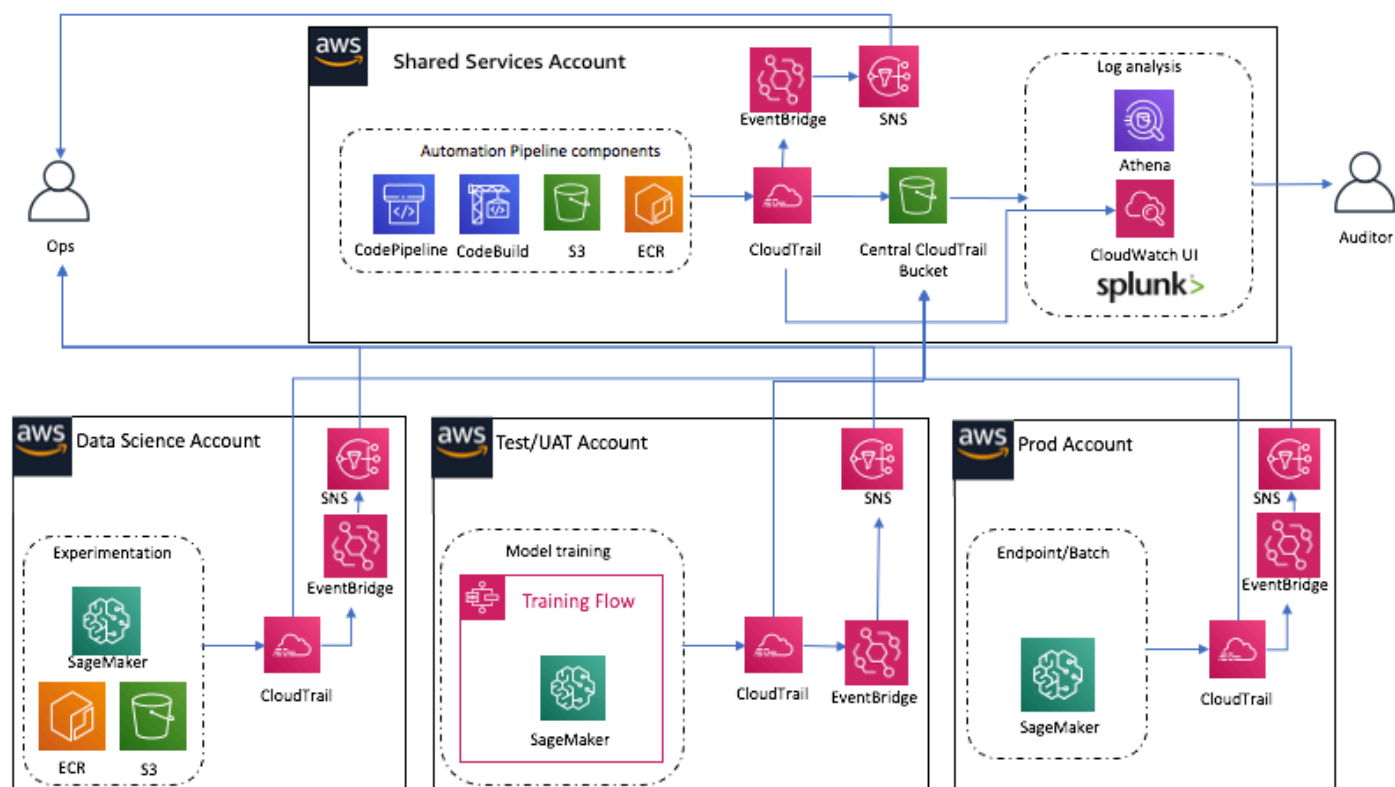 aws
Shared Services Account
EventBridge
SNS
Log analysis
Athena
CloudWatch UI
splunk>
Automation Pipeline components
CodePipeline
CodeBuild
S3
ECR
CloudTrail
Central CloudTrail
Bucket
Ops
Auditor
aws
Data Science Account
SNS
EventBridge
Experimentation
SageMaker
ECR
S3
CloudTrail
aws
Test/UAT Account
SNS
Model training
Training Flow
SageMaker
CloudTrail
EventBridge
aws
Prod Account
SNS
EventBridge
Endpoint/Batch
SageMaker
CloudTrail